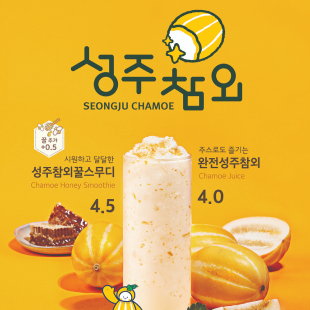 성주참외
SEONGJU CHAMOE
꿀 추가
+0.5
시원하고 달달한
성주참외꿀스무디
Chamoe Honey Smoothie
4.5
주스로도 즐기는
완전성주참외
Chamoe Juice
4.0